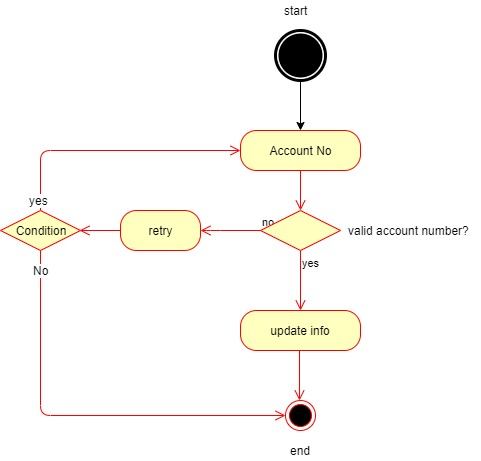 start
Account No
yes
no
Condition
retry
valid account number?
No
yes
update info
end